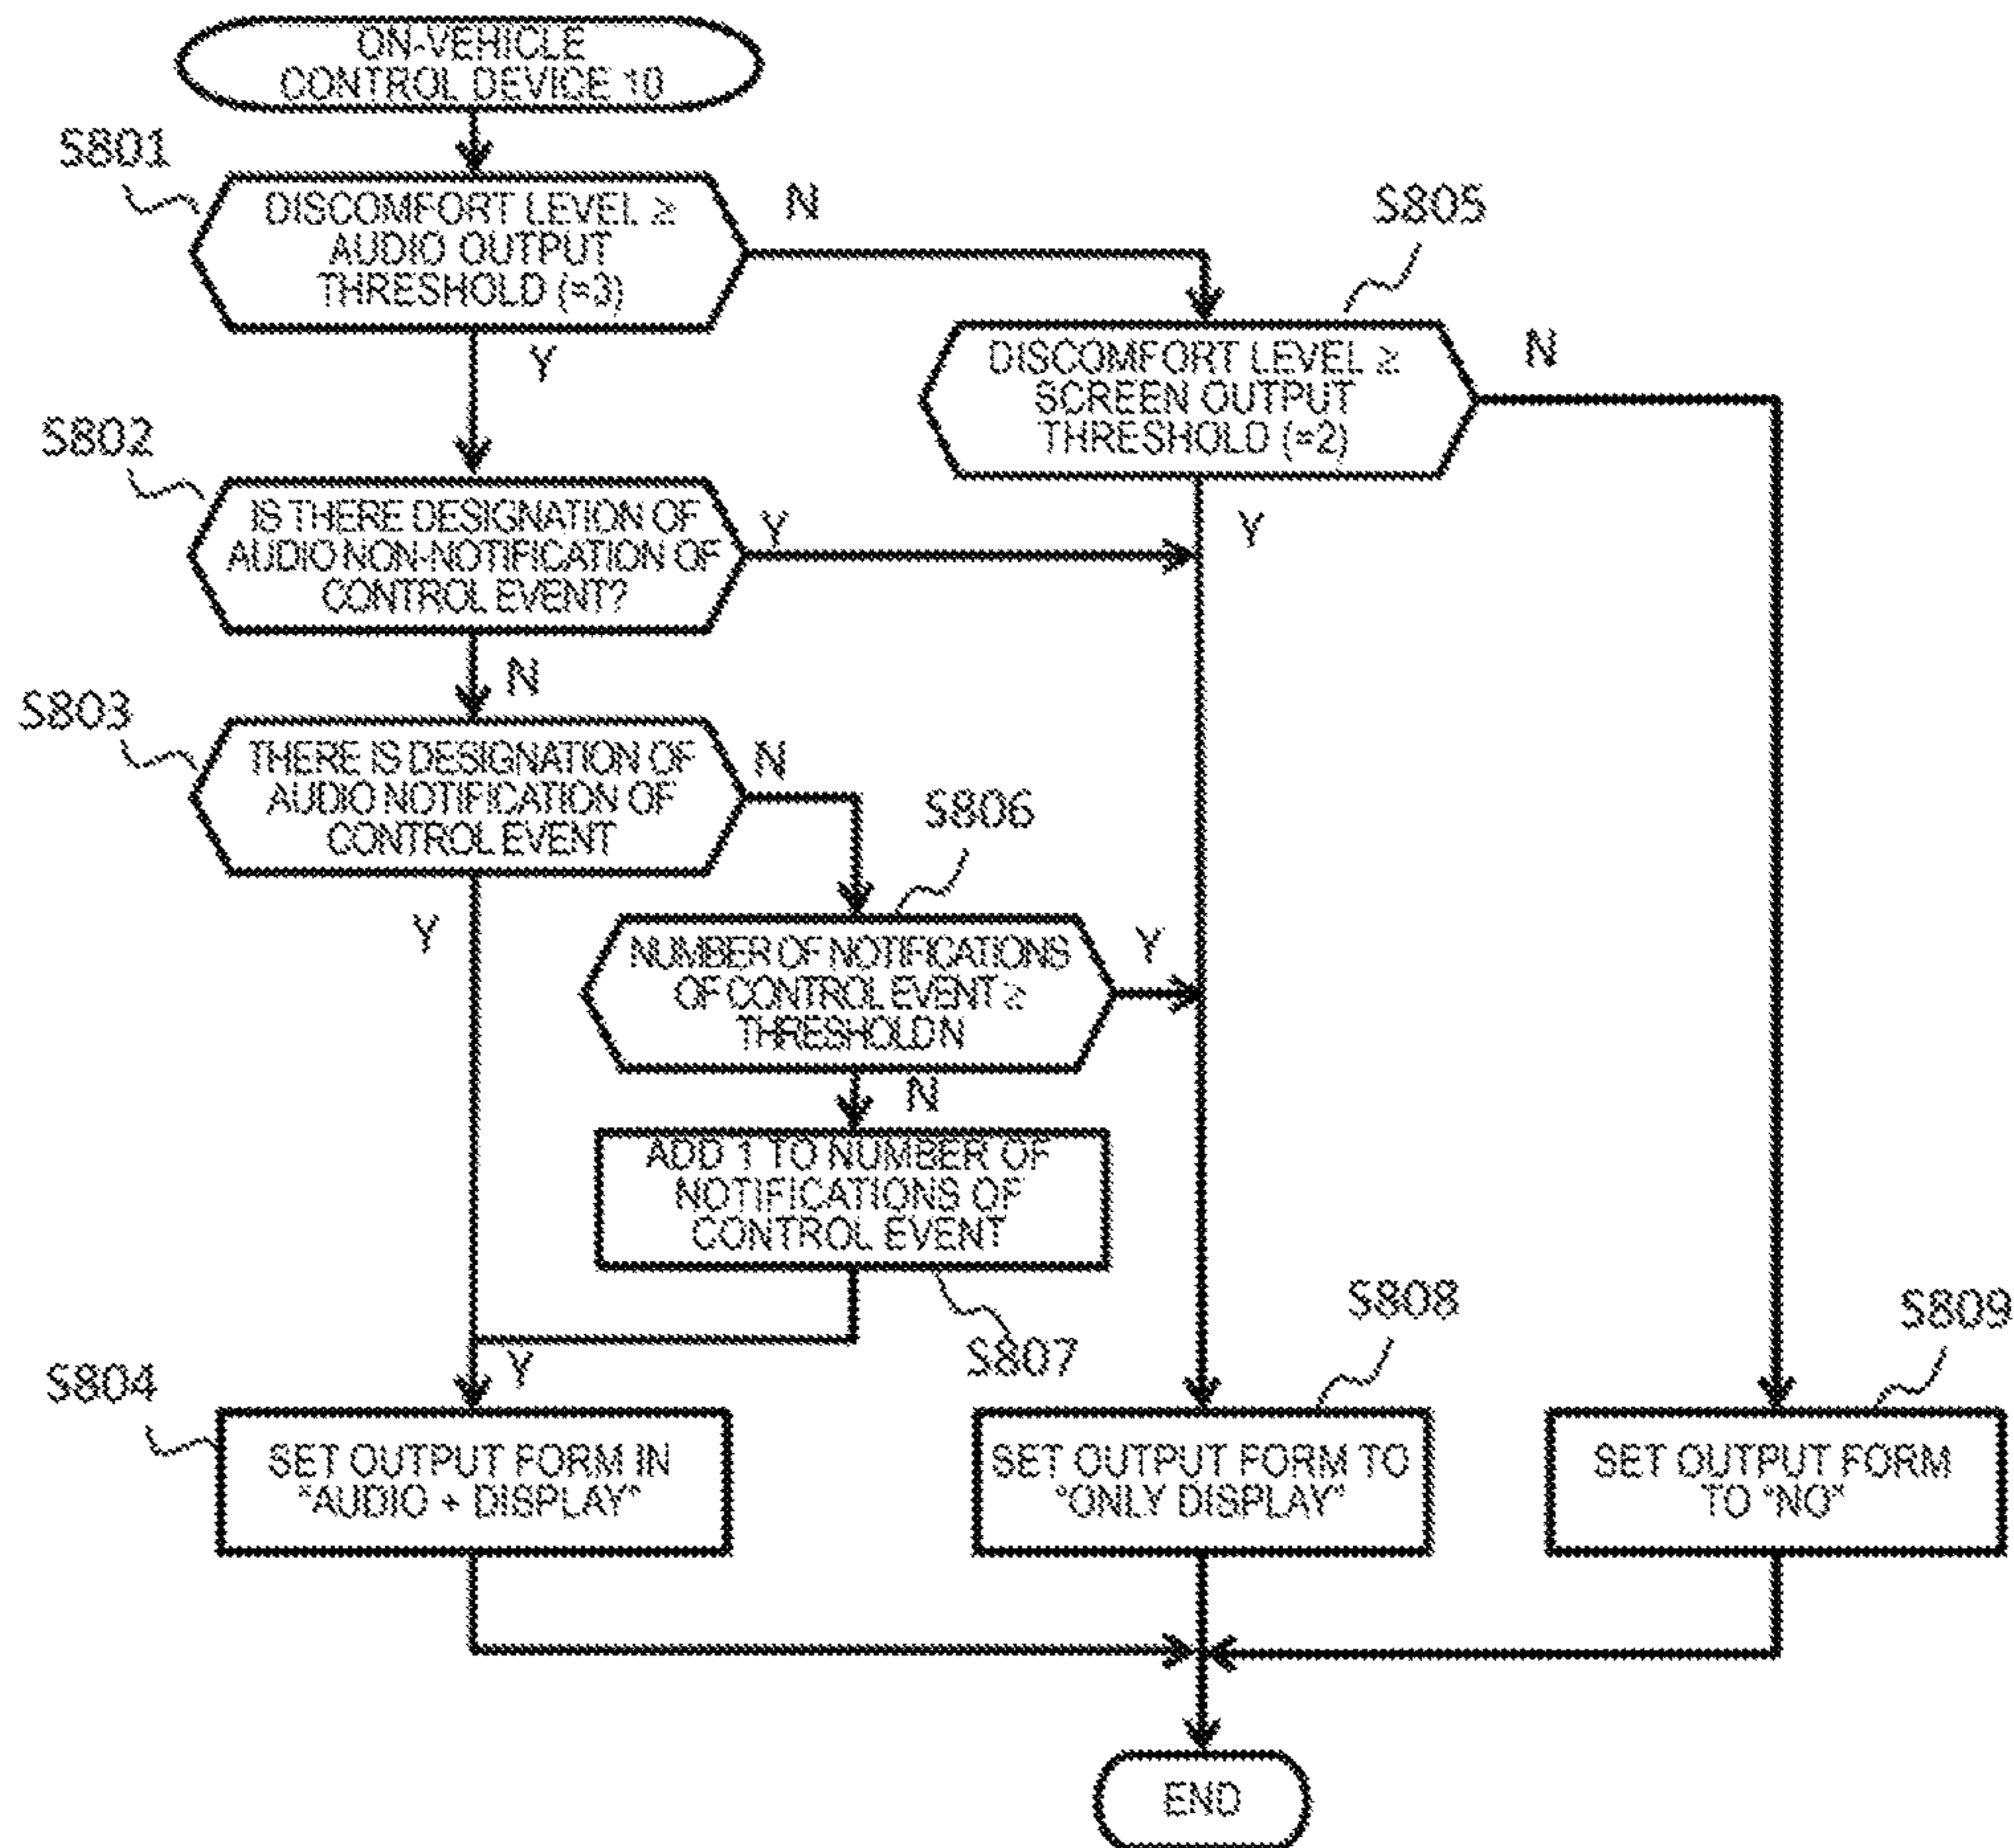 ON-VEHICLE
CONTROL DEVICE 10
S801
DISCOMFORT LEVEL ≥
AUDIO OUTPUT
THRESHOLD (=3)
N
Y
S805
DISCOMFORT LEVEL ≥
SCREEN OUTPUT
THRESHOLD (=2)
N
Y
S802
IS THERE DESIGNATION OF
AUDIO NON-NOTIFICATION OF
CONTROL EVENT?
Y
N
S803
THERE IS DESIGNATION OF
AUDIO NOTIFICATION OF
CONTROL EVENT
N
Y
S806
NUMBER OF NOTIFICATIONS
OF CONTROL EVENT ≥
THRESHOLD N
Y
N
ADD 1 TO NUMBER OF
NOTIFICATIONS OF
CONTROL EVENT
S807
Y
S804
SET OUTPUT FORM IN
"AUDIO + DISPLAY"
S808
SET OUTPUT FORM TO
"ONLY DISPLAY"
S809
SET OUTPUT FORM
TO "NO"
END